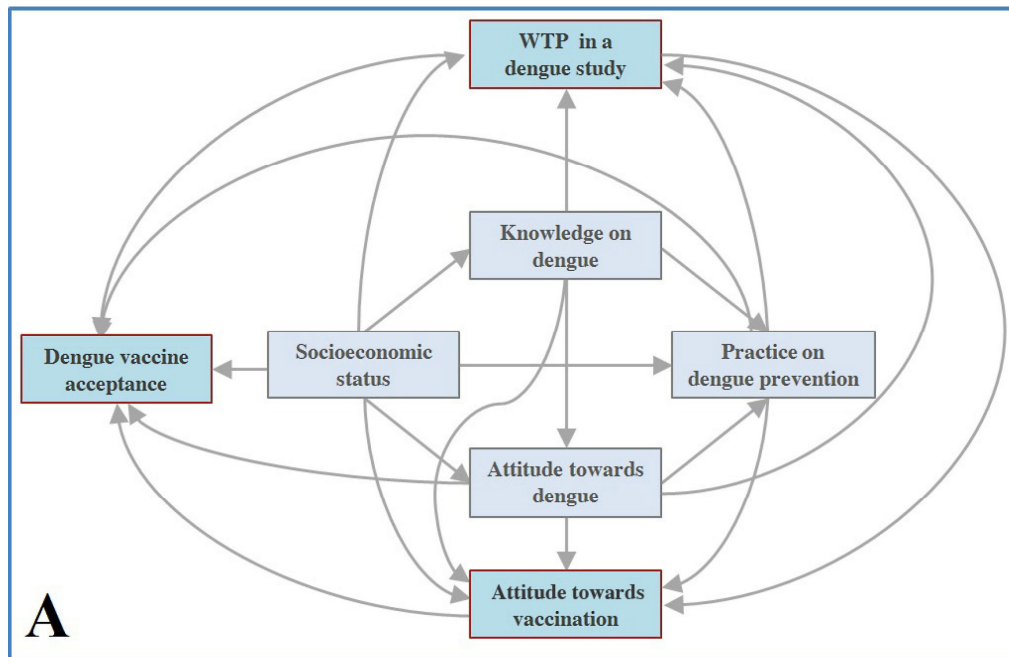 WTP in a
dengue study
Knowledge on
dengue
Dengue vaccine
acceptance
Socioeconomic
status
Practice on
dengue prevention
Attitude towards
dengue
Attitude towards
vaccination
A